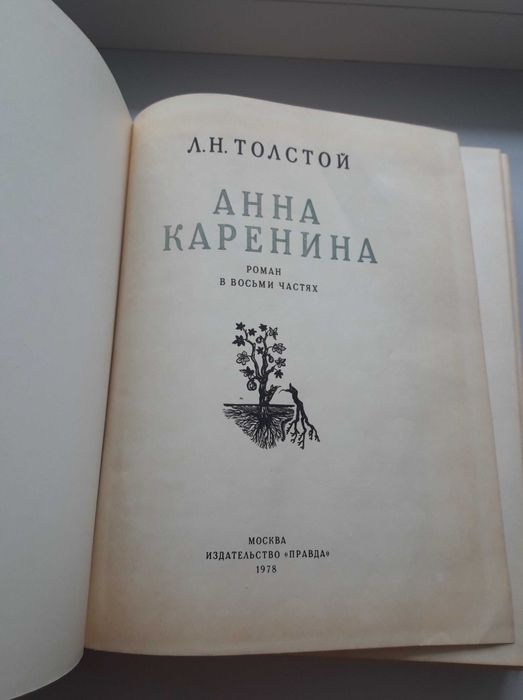 Л.Н. ТОЛСТОЙ
АННА
КАРЕНИНА
РОМАН
В ВОСЬМИ ЧАСТЯХ
МОСКВА
ИЗДАТЕЛЬСТВО «ПРАВДА»
1978